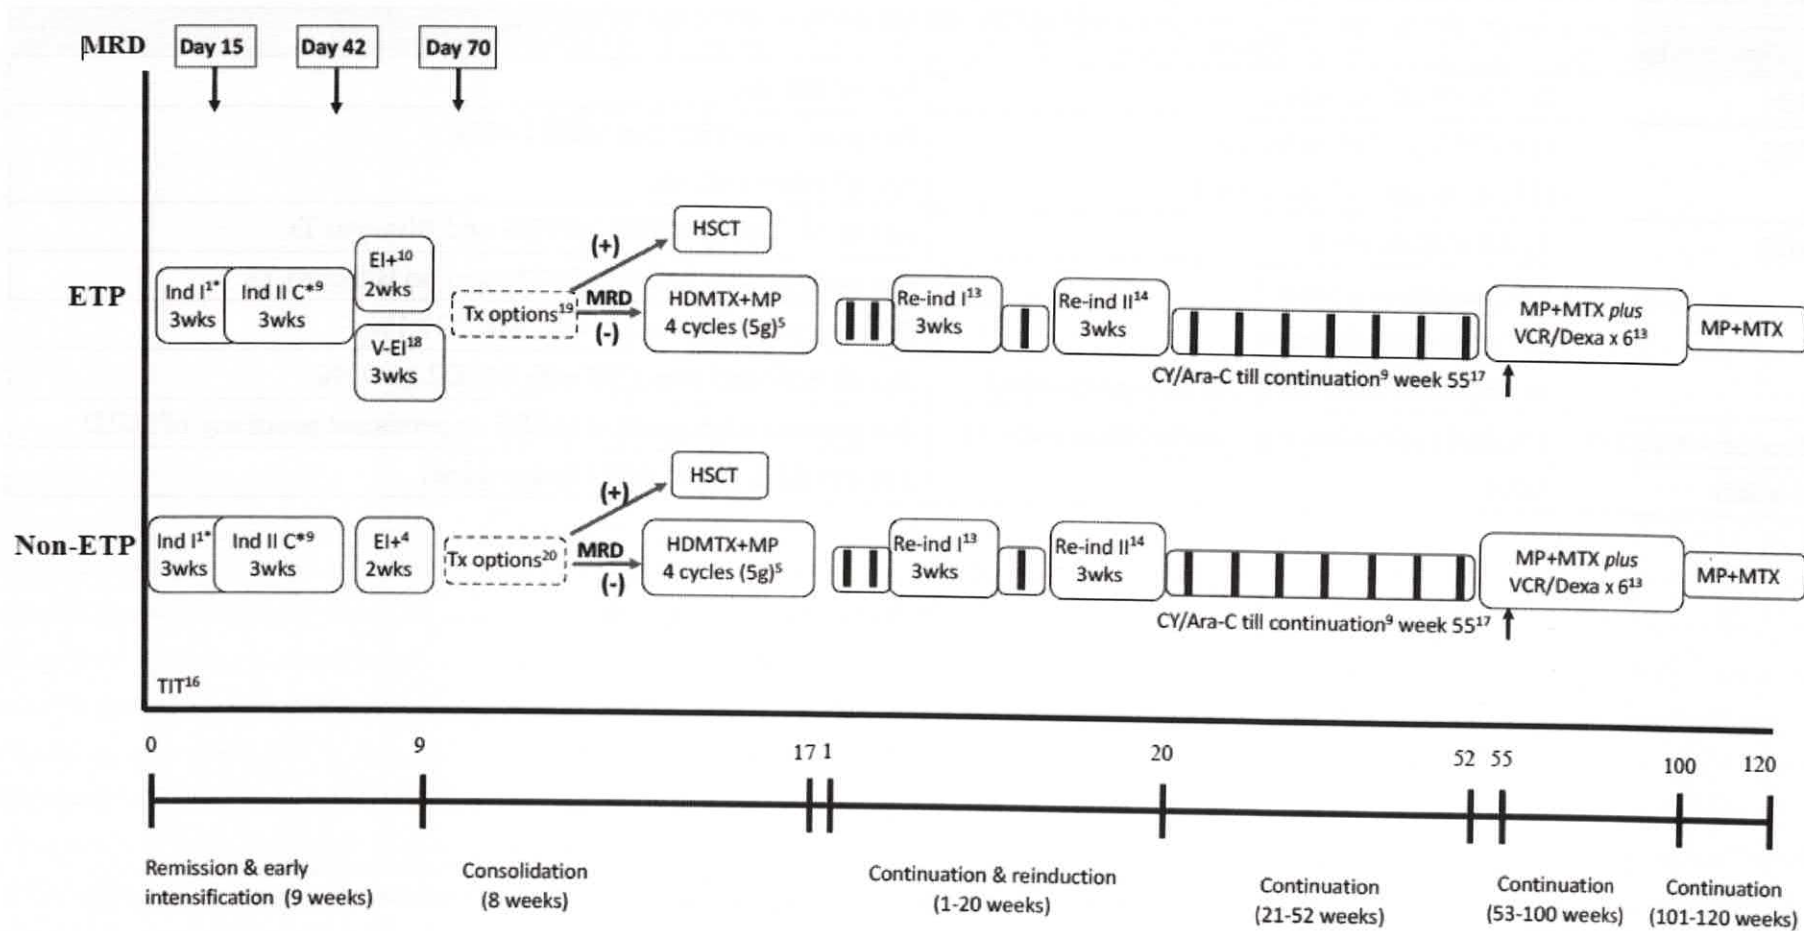 MRD Day 15 Day 42 Day 70
ETP
Ind I¹*
3wks
Ind II C*⁹
3wks
EI+¹⁰
2wks
V-EI¹⁸
3wks
Tx options¹⁹
(+)
MRD
(-)
HSCT
HDMTX+MP
4 cycles (5g)⁵
Re-ind I¹³
3wks
Re-ind II¹⁴
3wks
CY/Ara-C till continuation⁹ week 55¹⁷
MP+MTX plus
VCR/Dexa x 6¹³
MP+MTX
Non-ETP
Ind I¹*
3wks
Ind II C*⁹
3wks
EI+⁴
2wks
Tx options²⁰
(+)
MRD
(-)
HSCT
HDMTX+MP
4 cycles (5g)⁵
Re-ind I¹³
3wks
Re-ind II¹⁴
3wks
CY/Ara-C till continuation⁹ week 55¹⁷
MP+MTX plus
VCR/Dexa x 6¹³
MP+MTX
TIT¹⁶
0 9 17 1 20 52 55 100 120
Remission & early
intensification (9 weeks)
Consolidation
(8 weeks)
Continuation & reinduction
(1-20 weeks)
Continuation
(21-52 weeks)
Continuation
(53-100 weeks)
Continuation
(101-120 weeks)